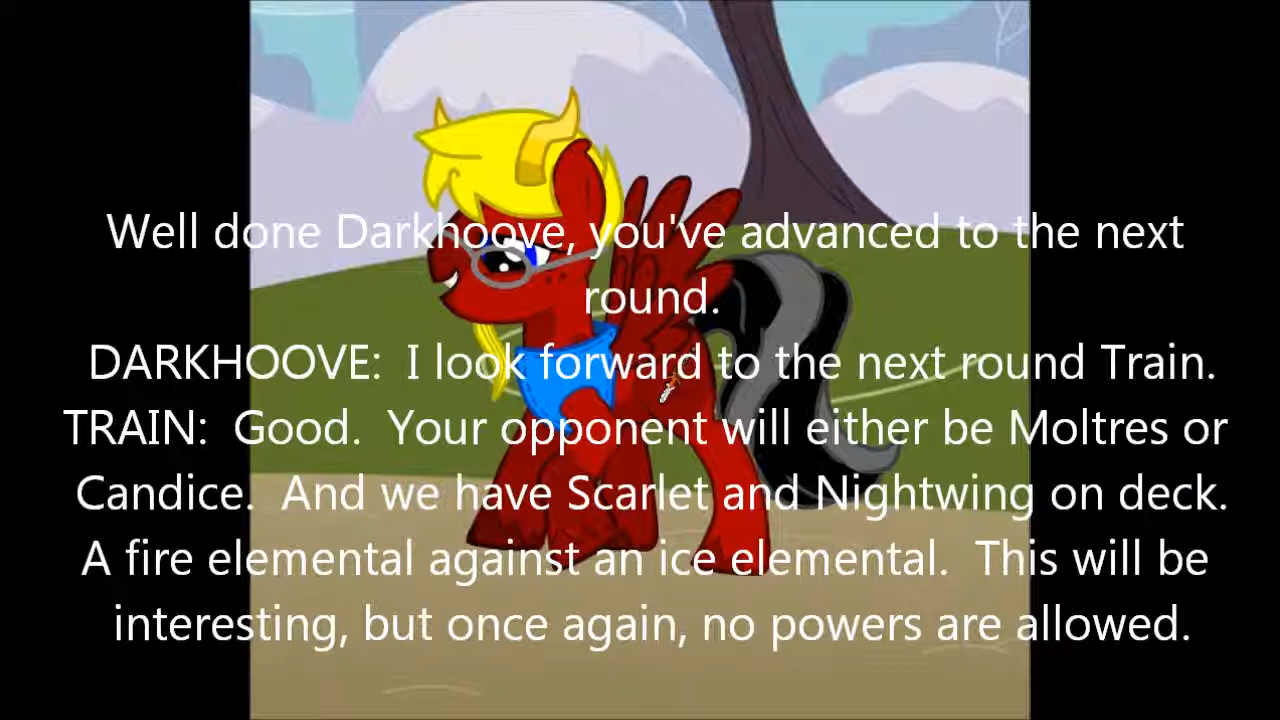 Well done Darkhoove, you've advanced to the next
round.
DARKHOOVE:  I look forward to the next round Train.
TRAIN:  Good.  Your opponent will either be Moltres or
Candice.  And we have Scarlet and Nightwing on deck.
A fire elemental against an ice elemental.  This will be
interesting, but once again, no powers are allowed.